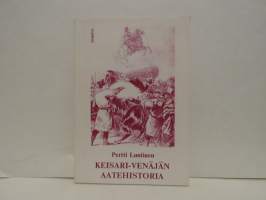 Pertti Luntinen
KEISARI-VENÄJÄN
AATEHISTORIA